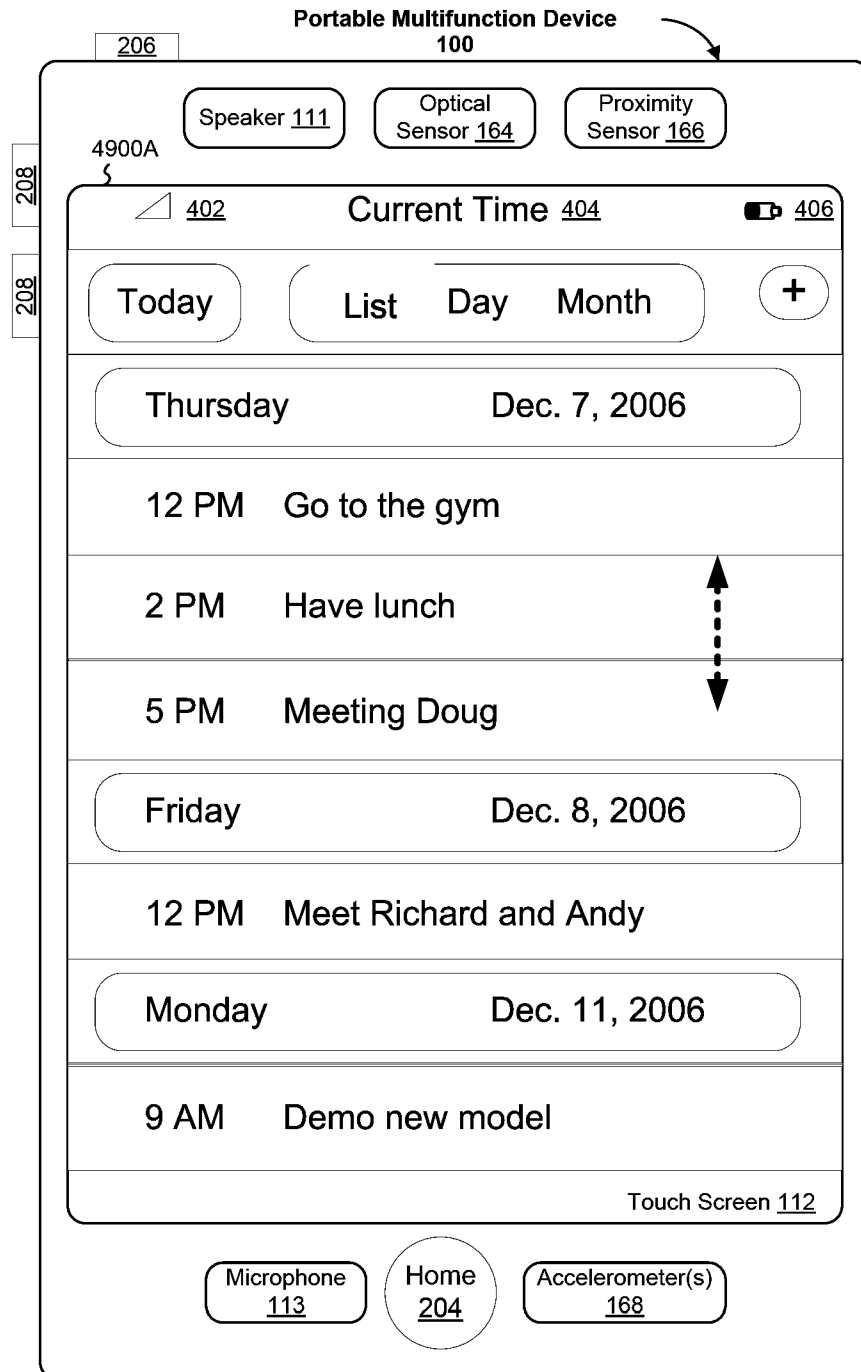 Portable Multifunction Device
100
206
Speaker 111
Optical
Sensor 164
Proximity
Sensor 166
4900A
208
208
402
Current Time 404
406
Today
List Day Month
+
Thursday Dec. 7, 2006
12 PM Go to the gym
2 PM Have lunch
5 PM Meeting Doug
Friday Dec. 8, 2006
12 PM Meet Richard and Andy
Monday Dec. 11, 2006
9 AM Demo new model
Touch Screen 112
Microphone
113
Home
204
Accelerometer(s)
168